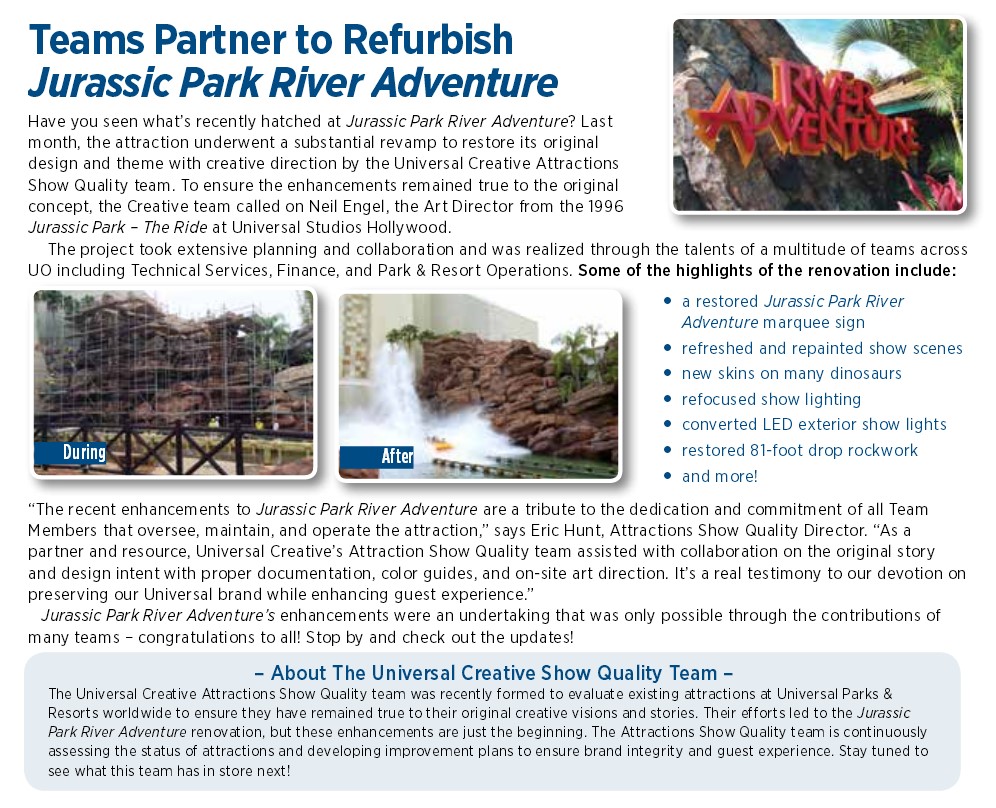 Teams Partner to Refurbish
Jurassic Park River Adventure
RIVER
ADVENTURE
Have you seen what's recently hatched at Jurassic Park River Adventure? Last
month, the attraction underwent a substantial revamp to restore its original
design and theme with creative direction by the Universal Creative Attractions
Show Quality team. To ensure the enhancements remained true to the original
concept, the Creative team called on Neil Engel, the Art Director from the 1996
Jurassic Park – The Ride at Universal Studios Hollywood.
The project took extensive planning and collaboration and was realized through the talents of a multitude of teams across
UO including Technical Services, Finance, and Park & Resort Operations. Some of the highlights of the renovation include:
During
After
• a restored Jurassic Park River
Adventure marquee sign
• refreshed and repainted show scenes
• new skins on many dinosaurs
• refocused show lighting
• converted LED exterior show lights
• restored 81-foot drop rockwork
• and more!
“The recent enhancements to Jurassic Park River Adventure are a tribute to the dedication and commitment of all Team
Members that oversee, maintain, and operate the attraction,” says Eric Hunt, Attractions Show Quality Director. “As a
partner and resource, Universal Creative's Attraction Show Quality team assisted with collaboration on the original story
and design intent with proper documentation, color guides, and on-site art direction. It's a real testimony to our devotion on
preserving our Universal brand while enhancing guest experience.”
Jurassic Park River Adventure's enhancements were an undertaking that was only possible through the contributions of
many teams – congratulations to all! Stop by and check out the updates!
– About The Universal Creative Show Quality Team –
The Universal Creative Attractions Show Quality team was recently formed to evaluate existing attractions at Universal Parks &
Resorts worldwide to ensure they have remained true to their original creative visions and stories. Their efforts led to the Jurassic
Park River Adventure renovation, but these enhancements are just the beginning. The Attractions Show Quality team is continuously
assessing the status of attractions and developing improvement plans to ensure brand integrity and guest experience. Stay tuned to
see what this team has in store next!